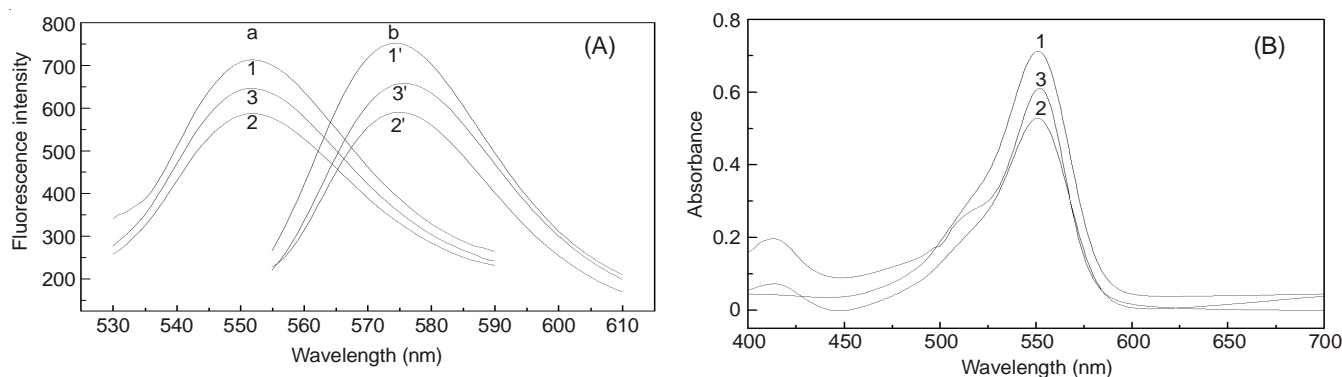 800
700
600
500
400
300
200
Fluorescence intensity
a
b
(A)
1
3
2
1'
3'
2'
530 540 550 560 570 580 590 600 610
Wavelength (nm)
0.8
0.6
0.4
0.2
0
Absorbance
(B)
1
3
2
400 450 500 550 600 650 700
Wavelength (nm)